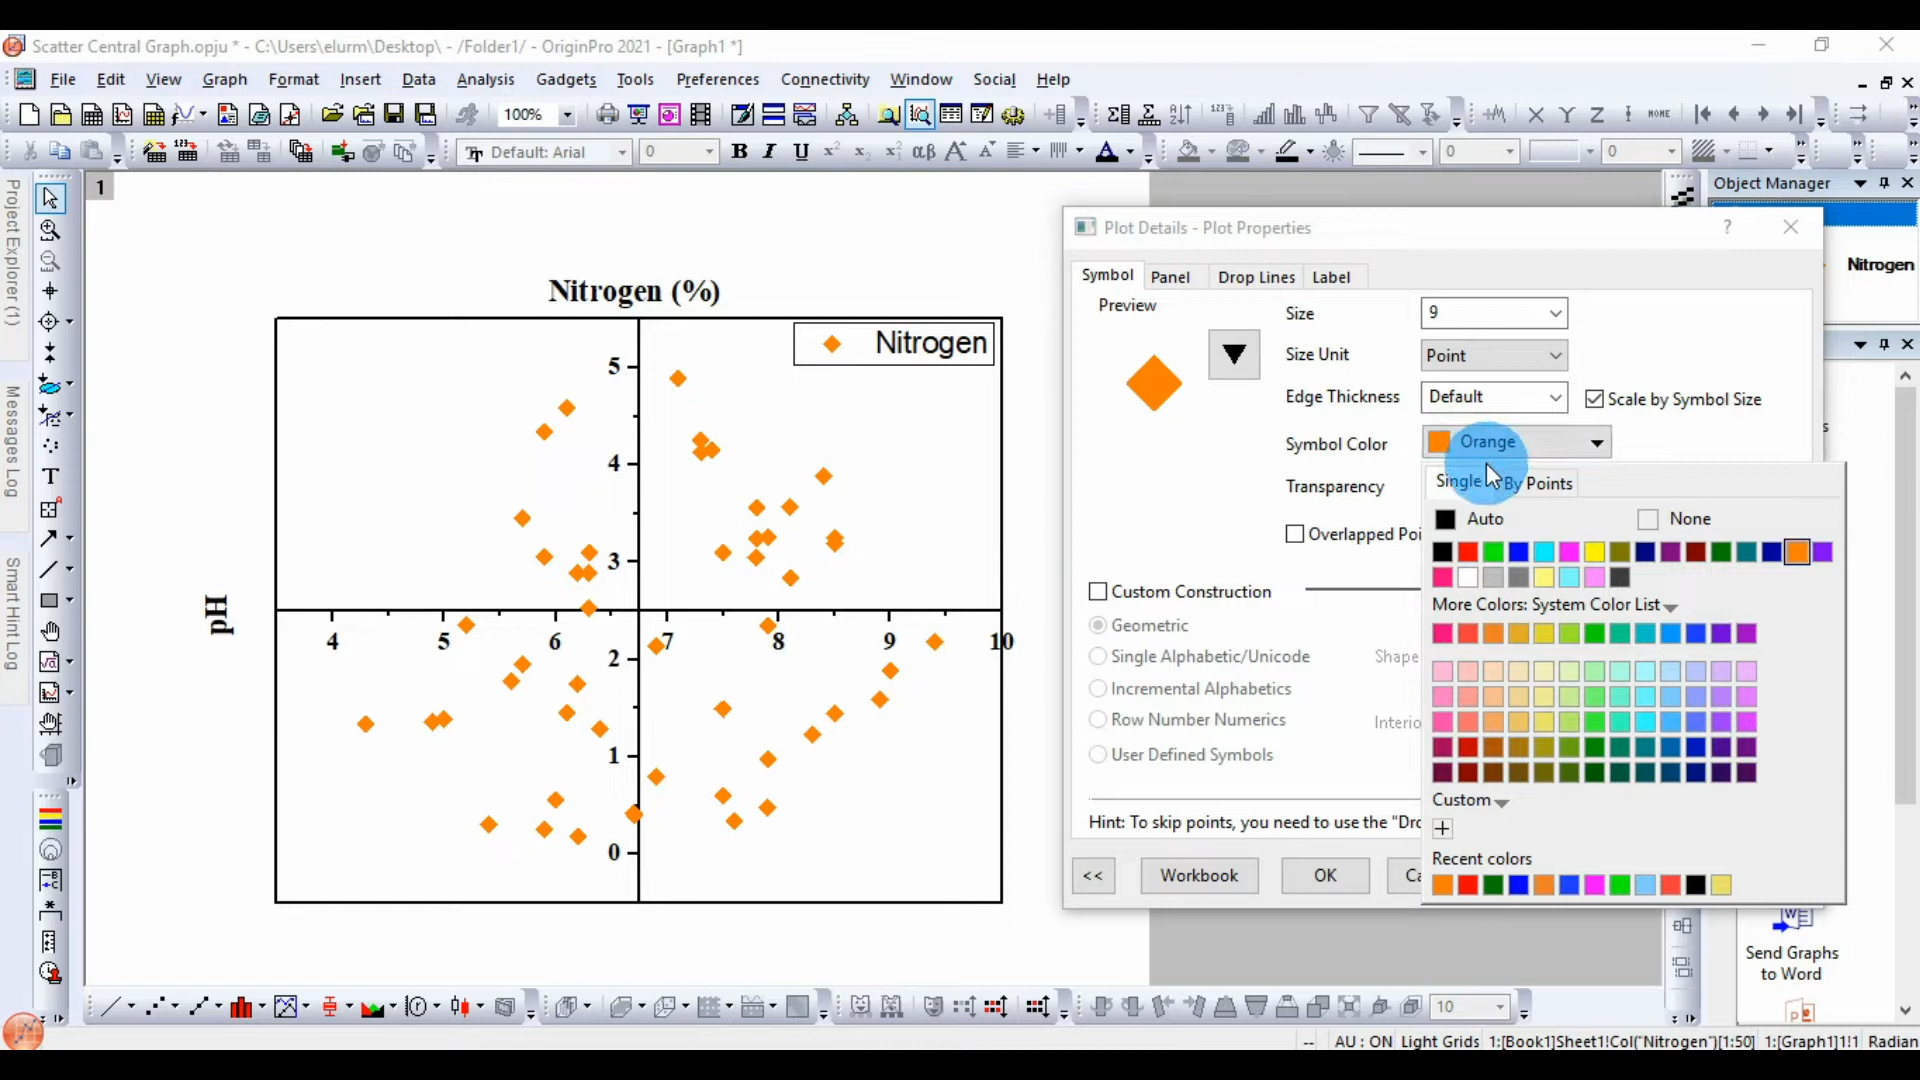 Scatter Central Graph.opju * - C:\Users\elurm\Desktop\ - /Folder1/ - OriginPro 2021 - [Graph1 *]
File Edit View Graph Format Insert Data Analysis Gadgets Tools Preferences Connectivity Window Social Help
100%
HOME
Default: Arial 0 B I U αβ A A A 0 0
Project Explorer (1)
Messages Log
Smart Hint Log
1
Object Manager
Nitrogen
Nitrogen (%)
Nitrogen
pH
5
4
3
2
1
0
4 5 6 7 8 9 10
Plot Details - Plot Properties
Symbol Panel Drop Lines Label
Preview
Size 9
Size Unit Point
Edge Thickness Default Scale by Symbol Size
Symbol Color Orange
Transparency
Single By Points
Auto None
More Colors: System Color List
Custom
Recent colors
Custom Construction
Geometric
Single Alphabetic/Unicode Shape
Incremental Alphabetics
Row Number Numerics
User Defined Symbols
Hint: To skip points, you need to use the
<< Workbook OK
Send Graphs
to Word
10
-- AU : ON Light Grids 1:[Book1]Sheet1!Col("Nitrogen")[1:50] 1:[Graph1]1!1 Radian